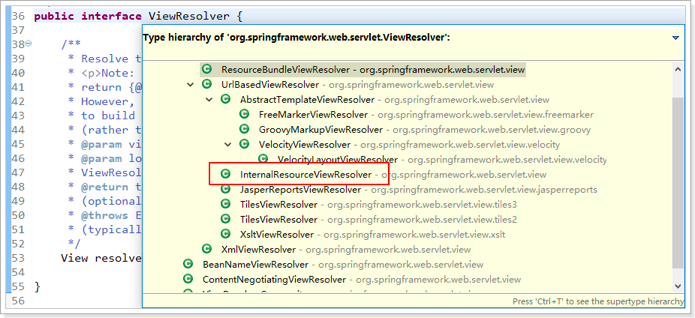 36 public interface ViewResolver {
37
38 /**
39 * Resolve t
40 * <p>Note:
41 * return {@
42 * However,
43 * to build
44 * (rather t
45 * @param vi
46 * @param lo
47 * ViewResol
48 * @return t
49 * (optional
50 * @throws E
51 * (typicall
52 */
53 View resolve
54
55 }
56
Type hierarchy of 'org.springframework.web.servlet.ViewResolver':
ResourceBundleViewResolver - org.springframework.web.servlet.view
UrlBasedViewResolver - org.springframework.web.servlet.view
AbstractTemplateViewResolver - org.springframework.web.servlet.view
FreeMarkerViewResolver - org.springframework.web.servlet.view.freemarker
GroovyMarkupViewResolver - org.springframework.web.servlet.view.groovy
VelocityViewResolver - org.springframework.web.servlet.view.velocity
VelocityLayoutViewResolver - org.springframework.web.servlet.view.velocity
InternalResourceViewResolver - org.springframework.web.servlet.view
JasperReportsViewResolver - org.springframework.web.servlet.view.jasperreports
TilesViewResolver - org.springframework.web.servlet.view.tiles3
TilesViewResolver - org.springframework.web.servlet.view.tiles2
XsltViewResolver - org.springframework.web.servlet.view.xslt
XmlViewResolver - org.springframework.web.servlet.view
BeanNameViewResolver - org.springframework.web.servlet.view
ContentNegotiatingViewResolver - org.springframework.web.servlet.view
Press 'Ctrl+T' to see the supertype hierarchy